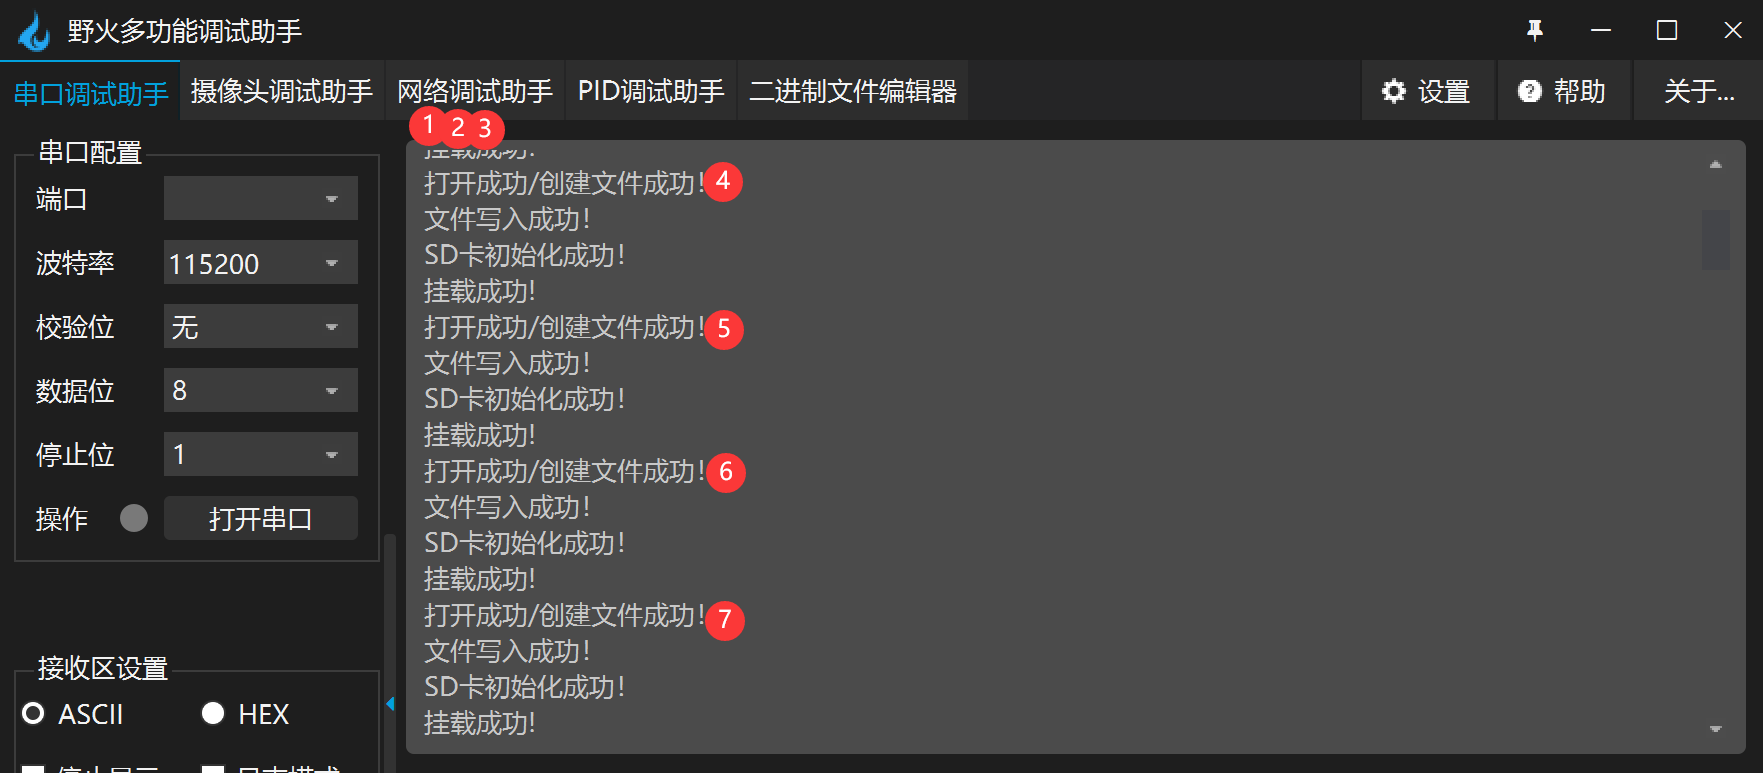 野火多功能调试助手
串口调试助手 摄像头调试助手 网络调试助手 PID调试助手 二进制文件编辑器 设置 帮助 关于...
串口配置
端口
波特率 115200
校验位 无
数据位 8
停止位 1
操作 打开串口
接收区设置
ASCII HEX
1 2 3
挂载成功!
打开成功/创建文件成功! 4
文件写入成功!
SD卡初始化成功!
挂载成功!
打开成功/创建文件成功! 5
文件写入成功!
SD卡初始化成功!
挂载成功!
打开成功/创建文件成功! 6
文件写入成功!
SD卡初始化成功!
挂载成功!
打开成功/创建文件成功! 7
文件写入成功!
SD卡初始化成功!
挂载成功!